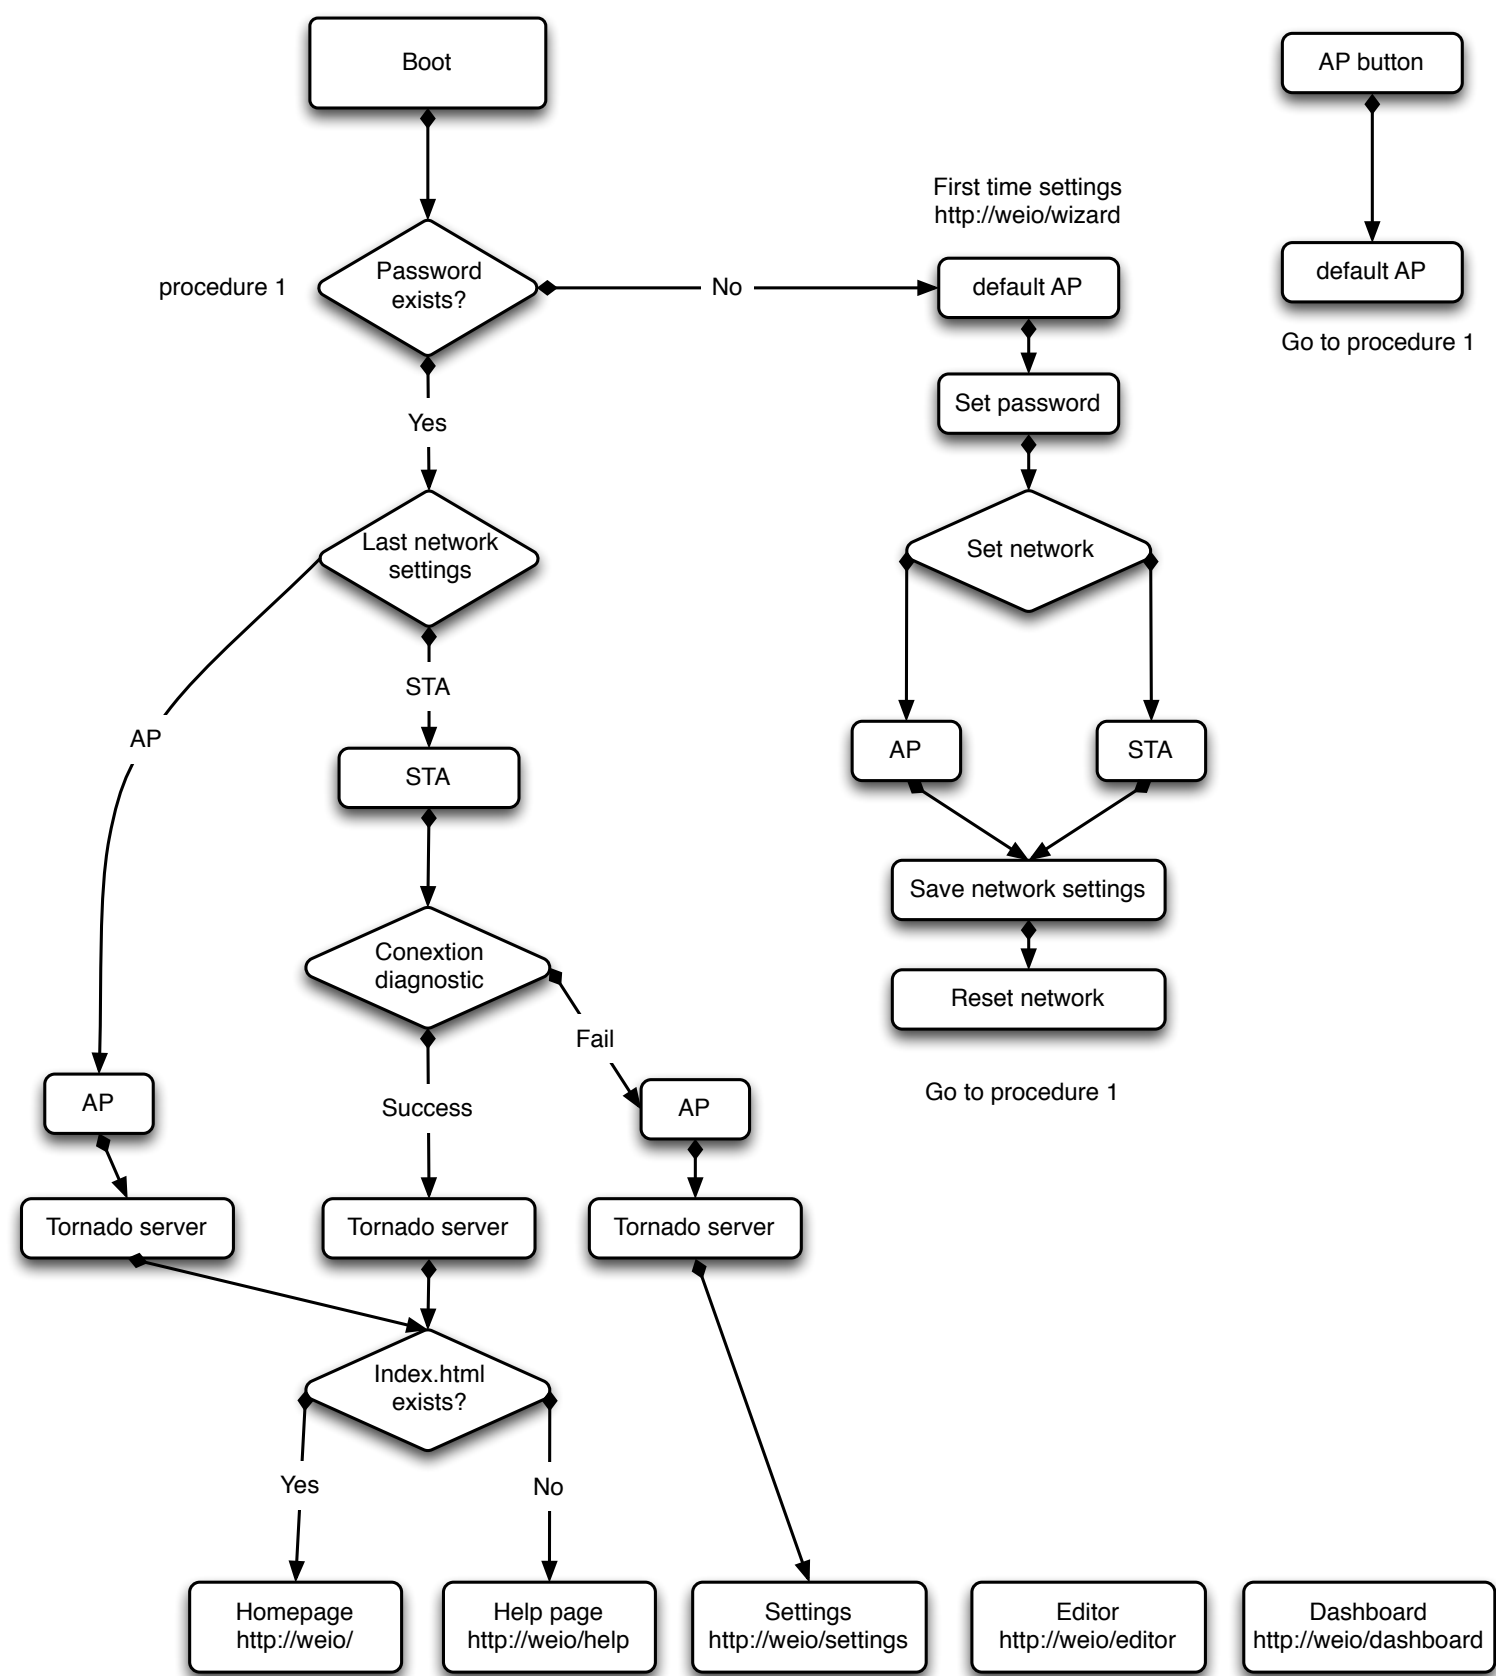 Boot
AP button
First time settings
http://weio/wizard
procedure 1
Password
exists?
No
default AP
default AP
Go to procedure 1
Set password
Yes
Last network
settings
Set network
STA
AP
STA
AP
STA
Save network settings
Conextion
diagnostic
Reset network
Fail
Go to procedure 1
AP
Success
AP
Tornado server
Tornado server
Tornado server
Index.html
exists?
Yes
No
Homepage
http://weio/
Help page
http://weio/help
Settings
http://weio/settings
Editor
http://weio/editor
Dashboard
http://weio/dashboard